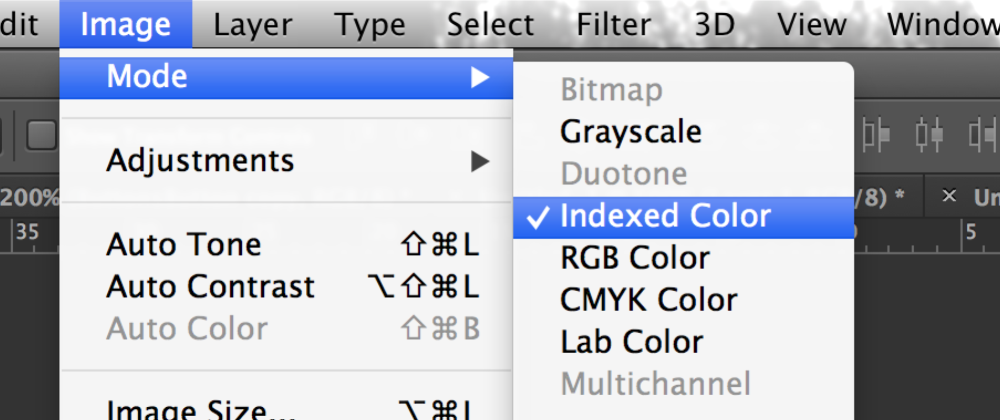 dit Image Layer Type Select Filter 3D View Window
Mode
Bitmap
Grayscale
Adjustments
Duotone
200%
/8) * × Un
Indexed Color
35
5
Auto Tone ⇧⌘L
RGB Color
Auto Contrast ⌥⇧⌘L
CMYK Color
Auto Color ⇧⌘B
Lab Color
Multichannel
Image Size... ⌥⌘I